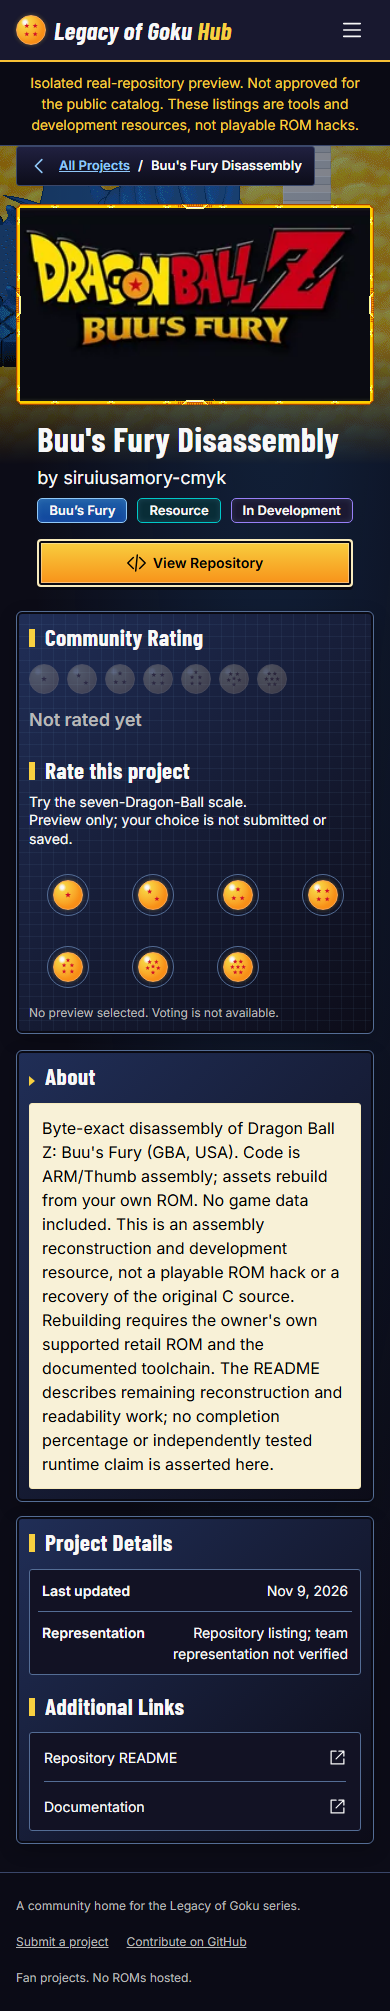 Legacy of Goku Hub
Isolated real-repository preview. Not approved for
the public catalog. These listings are tools and
development resources, not playable ROM hacks.
All Projects / Buu's Fury Disassembly
DRAGON BALL Z
BUU'S FURY
Buu's Fury Disassembly
by siruiusamory-cmyk
Buu's Fury Resource In Development
</> View Repository
Community Rating
Not rated yet
Rate this project
Try the seven-Dragon-Ball scale.
Preview only; your choice is not submitted or
saved.
No preview selected. Voting is not available.
About
Byte-exact disassembly of Dragon Ball
Z: Buu's Fury (GBA, USA). Code is
ARM/Thumb assembly; assets rebuild
from your own ROM. No game data
included. This is an assembly
reconstruction and development
resource, not a playable ROM hack or a
recovery of the original C source.
Rebuilding requires the owner's own
supported retail ROM and the
documented toolchain. The README
describes remaining reconstruction and
readability work; no completion
percentage or independently tested
runtime claim is asserted here.
Project Details
Last updated Nov 9, 2026
Representation Repository listing; team
representation not verified
Additional Links
Repository README
Documentation
A community home for the Legacy of Goku series.
Submit a project Contribute on GitHub
Fan projects. No ROMs hosted.